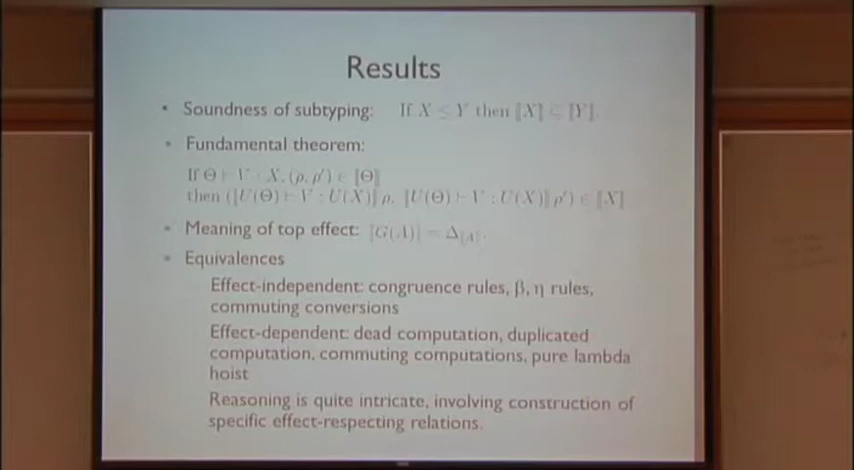 Results
• Soundness of subtyping: If X ≤ Y then ⟦X⟧ ⊆ ⟦Y⟧.
• Fundamental theorem:
If Θ ⊢ V : X, (ρ, ρ′) ∈ ⟦Θ⟧
then (⟦U(Θ) ⊢ V : U(X)⟧ ρ, ⟦U(Θ) ⊢ V : U(X)⟧ ρ′) ∈ ⟦X⟧
• Meaning of top effect: ⟦G(A)⟧ = Δ⟦A⟧.
• Equivalences
Effect-independent: congruence rules, β, η rules,
commuting conversions
Effect-dependent: dead computation, duplicated
computation, commuting computations, pure lambda
hoist
Reasoning is quite intricate, involving construction of
specific effect-respecting relations.